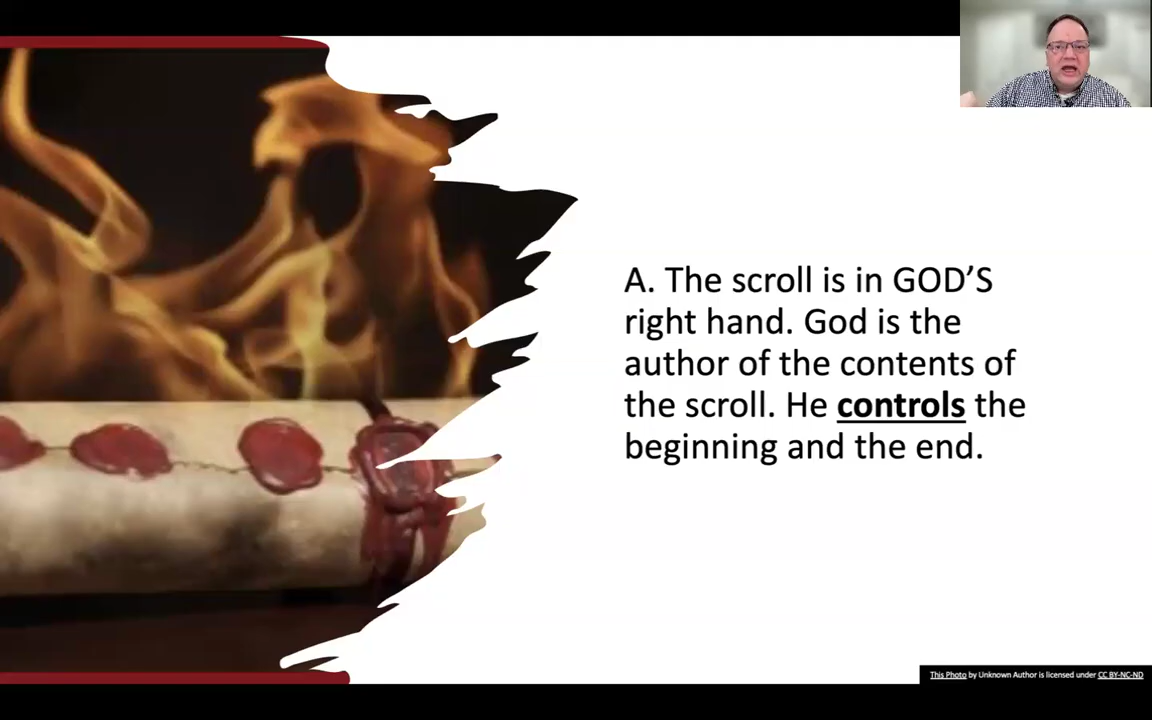 A. The scroll is in GOD’S
right hand. God is the
author of the contents of
the scroll. He controls the
beginning and the end.
This Photo by Unknown Author is licensed under CC BY-NC-ND